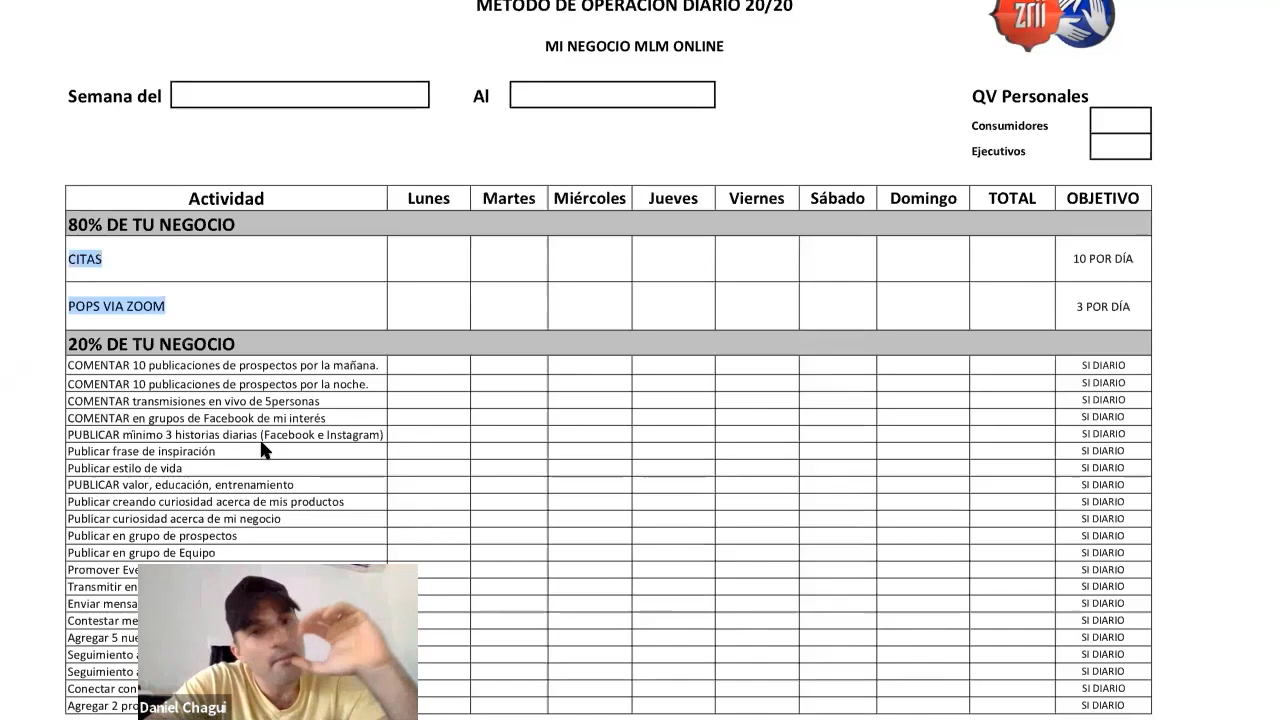 METODO DE OPERACIÓN DIARIO 20/20
zrii
MI NEGOCIO MLM ONLINE
Semana del
Al
QV Personales
Consumidores
Ejecutivos
Actividad Lunes Martes Miércoles Jueves Viernes Sábado Domingo TOTAL OBJETIVO
80% DE TU NEGOCIO
CITAS 10 POR DÍA
POPS VIA ZOOM 3 POR DÍA
20% DE TU NEGOCIO
COMENTAR 10 publicaciones de prospectos por la mañana. SI DIARIO
COMENTAR 10 publicaciones de prospectos por la noche. SI DIARIO
COMENTAR transmisiones en vivo de 5personas SI DIARIO
COMENTAR en grupos de Facebook de mi interés SI DIARIO
PUBLICAR mìnimo 3 historias diarias (Facebook e Instagram) SI DIARIO
Publicar frase de inspiración SI DIARIO
Publicar estilo de vida SI DIARIO
PUBLICAR valor, educación, entrenamiento SI DIARIO
Publicar creando curiosidad acerca de mis productos SI DIARIO
Publicar curiosidad acerca de mi negocio SI DIARIO
Publicar en grupo de prospectos SI DIARIO
Publicar en grupo de Equipo SI DIARIO
Promover SI DIARIO
Transmitir en SI DIARIO
Enviar SI DIARIO
Contestar SI DIARIO
Agregar 5 SI DIARIO
Seguimiento SI DIARIO
Seguimiento SI DIARIO
Conectar con SI DIARIO
Agregar 2 SI DIARIO
Daniel Chagui